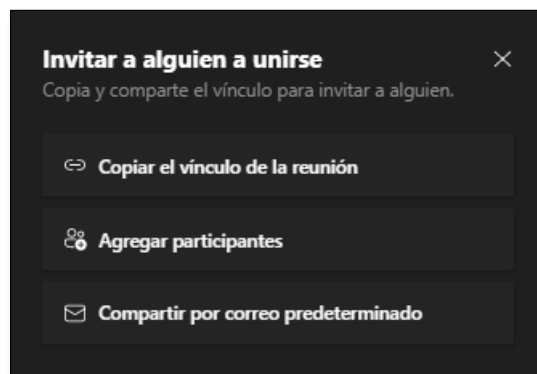 Invitar a alguien a unirse
Copia y comparte el vínculo para invitar a alguien.
Copiar el vínculo de la reunión
Agregar participantes
Compartir por correo predeterminado